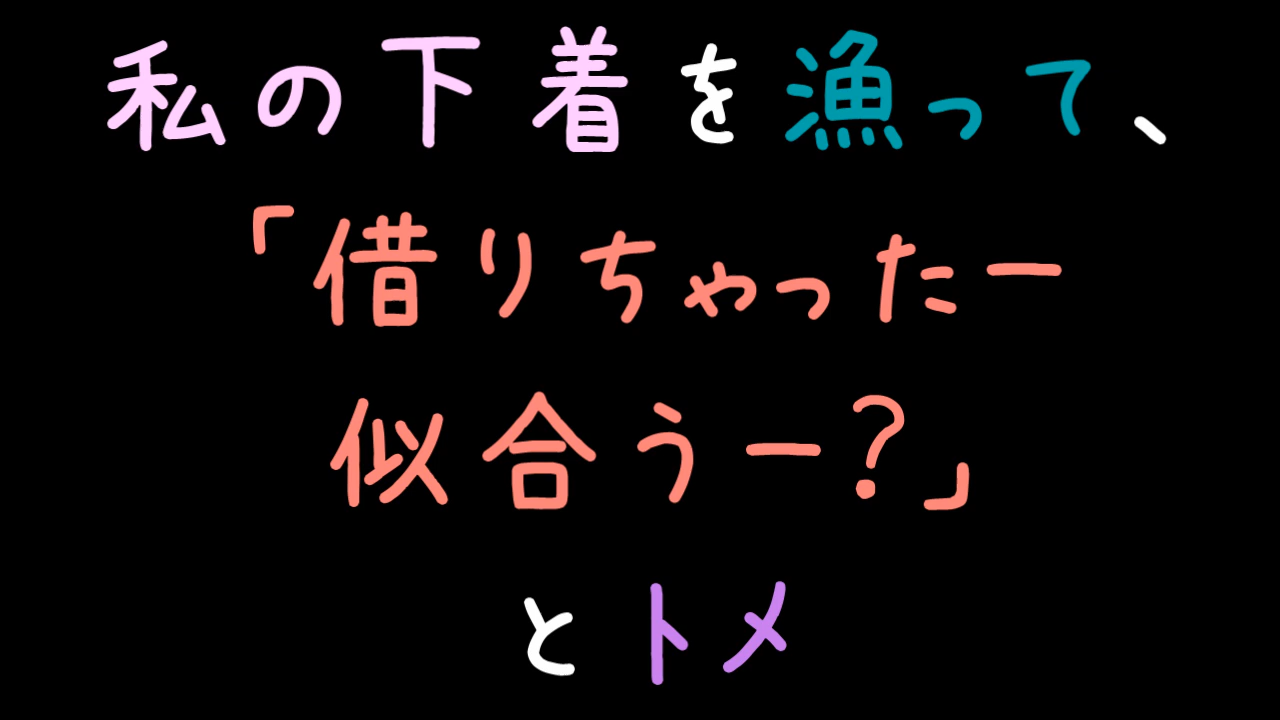 私の下着を漁って、
「借りちゃったー
似合うー?」
とトメ